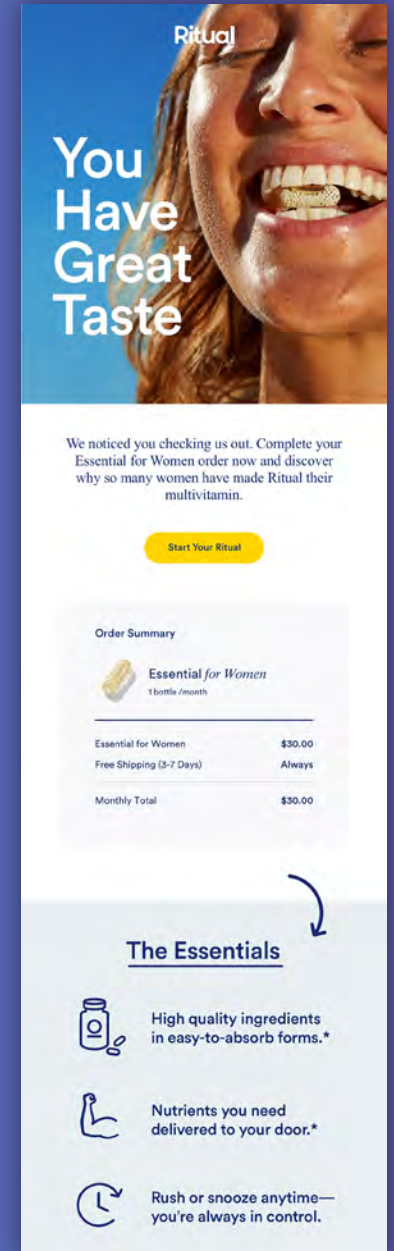 Ritual
You
Have
Great
Taste
We noticed you checking us out. Complete your
Essential for Women order now and discover
why so many women have made Ritual their
multivitamin.
Start Your Ritual
Order Summary
Essential for Women
1 bottle /month
Essential for Women $30.00
Free Shipping (3-7 Days) Always
Monthly Total $30.00
The Essentials
High quality ingredients
in easy-to-absorb forms.*
Nutrients you need
delivered to your door.*
Rush or snooze anytime—
you're always in control.